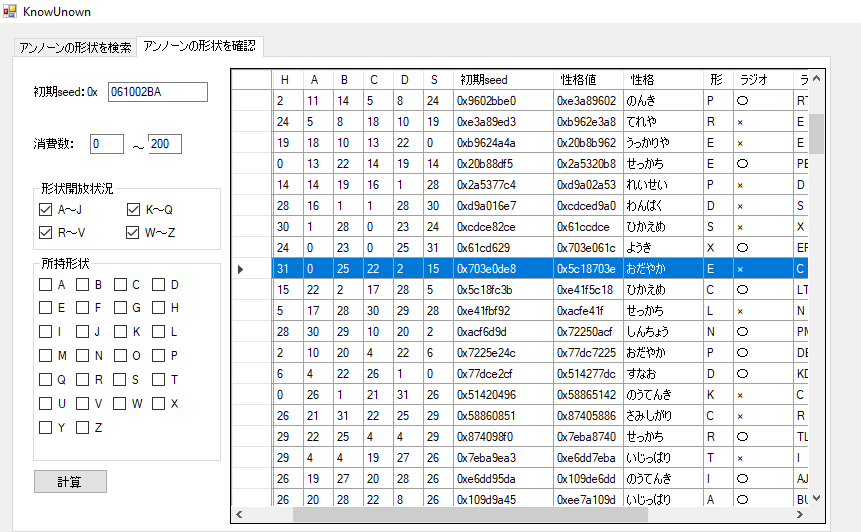 KnowUnown
アンノーンの形状を検索 アンノーンの形状を確認
初期seed: 0x 061002BA
消費数: 0 ～ 200
形状開放状況
A～J K～Q
R～V W～Z
所持形状
A B C D
E F G H
I J K L
M N O P
Q R S T
U V W X
Y Z
計算
H A B C D S 初期seed 性格値 性格 形 ラジオ ラ
2 11 14 5 8 24 0x9602bbe0 0xe3a89602 のんき P ○ RT
24 5 8 18 10 19 0xe3a89ed3 0xb962e3a8 てれや R × E
19 18 10 13 22 0 0xb9624a4a 0x20b8b962 うっかりや E × E
0 13 22 14 19 14 0x20b88df5 0x2a5320b8 せっかち E ○ PE
14 14 19 16 1 28 0x2a5377c4 0xd9a02a53 れいせい P × D
28 16 1 1 28 30 0xd9a016e7 0xcdced9a0 わんぱく D × S
30 1 28 0 23 24 0xcdce82ce 0x61ccdce ひかえめ S × X
24 0 23 0 25 31 0x61cd629 0x703e061c ようき X ○ EF
31 0 25 22 2 15 0x703e0de8 0x5c18703e おだやか E × C
15 22 2 17 28 5 0x5c18fc3b 0xe41f5c18 ひかえめ C ○ LT
5 17 28 30 29 28 0xe41fbf92 0xacfe41f せっかち L × N
28 30 29 10 20 2 0xacf6d9d 0x72250acf しんちょう N ○ PM
2 10 20 4 22 6 0x7225e24c 0x77dc7225 おだやか P ○ DE
6 4 22 26 1 0 0x77dce2cf 0x514277dc すなお D ○ KD
0 26 1 21 31 26 0x51420496 0x58865142 のうてんき K × C
26 21 31 22 25 29 0x58860851 0x87405886 さみしがり C × R
29 22 25 4 4 29 0x874098f0 0x7eba8740 せっかち R ○ TL
29 4 4 19 27 26 0x7eba9ea3 0xe6dd7eba いじっぱり T × I
26 19 27 20 28 26 0xe6dd95da 0x109de6dd のうてんき I ○ AJ
26 20 28 22 8 26 0x109d9a45 0xee7a109d いじっぱり A ○ BU